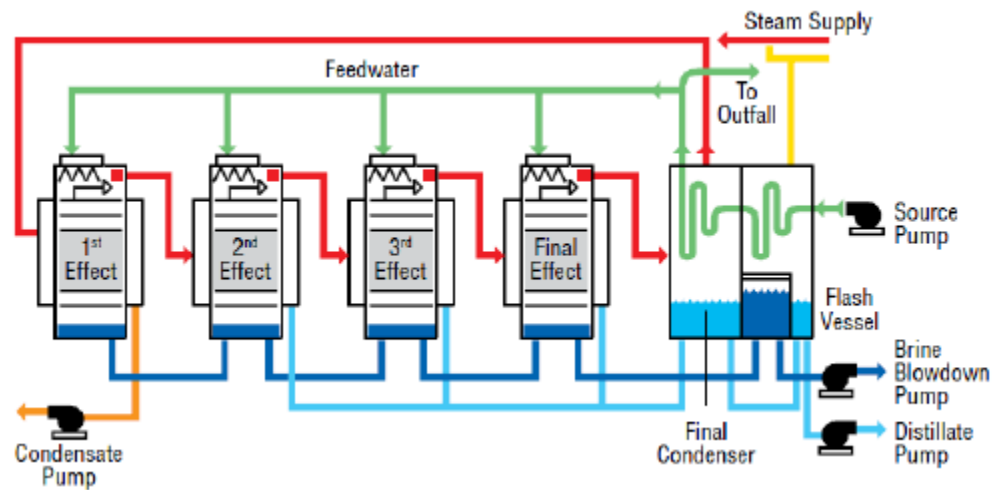 Steam Supply
Feedwater
To
Outfall
1st
Effect
2nd
Effect
3rd
Effect
Final
Effect
Source
Pump
Flash
Vessel
Brine
Blowdown
Pump
Final
Condenser
Distillate
Pump
Condensate
Pump